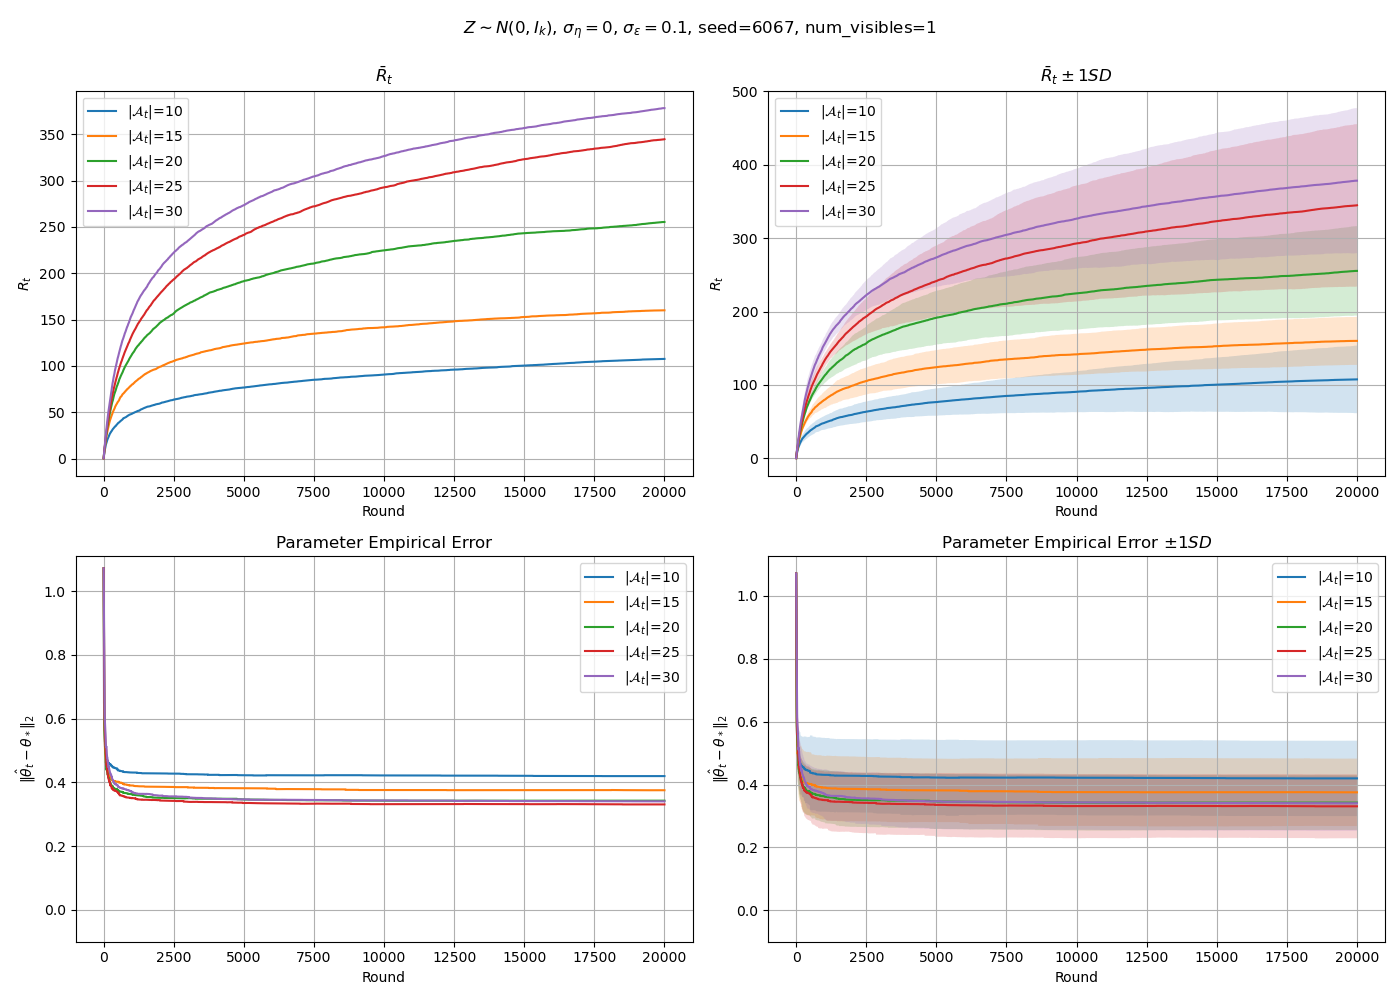 Z ∼ N(0, I_k), σ_η = 0, σ_ε = 0.1, seed=6067, num_visibles=1
R̄_t
R_t
350
300
250
200
150
100
50
0
|𝒜_t|=10
|𝒜_t|=15
|𝒜_t|=20
|𝒜_t|=25
|𝒜_t|=30
0 2500 5000 7500 10000 12500 15000 17500 20000
Round
R̄_t ± 1SD
R_t
500
400
300
200
100
0
|𝒜_t|=10
|𝒜_t|=15
|𝒜_t|=20
|𝒜_t|=25
|𝒜_t|=30
0 2500 5000 7500 10000 12500 15000 17500 20000
Round
Parameter Empirical Error
‖θ̂_t − θ_*‖_2
1.0
0.8
0.6
0.4
0.2
0.0
|𝒜_t|=10
|𝒜_t|=15
|𝒜_t|=20
|𝒜_t|=25
|𝒜_t|=30
0 2500 5000 7500 10000 12500 15000 17500 20000
Round
Parameter Empirical Error ±1SD
‖θ̂_t − θ_*‖_2
1.0
0.8
0.6
0.4
0.2
0.0
|𝒜_t|=10
|𝒜_t|=15
|𝒜_t|=20
|𝒜_t|=25
|𝒜_t|=30
0 2500 5000 7500 10000 12500 15000 17500 20000
Round